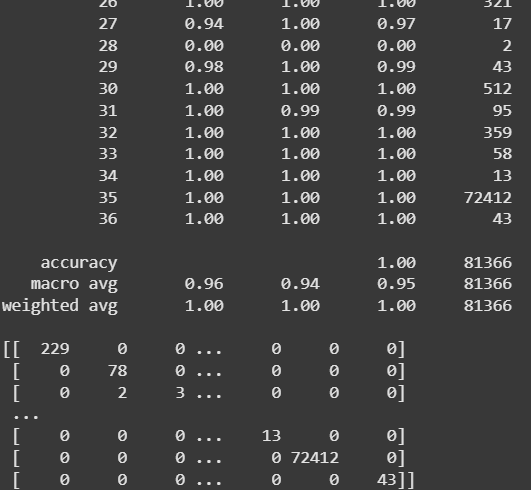 26 1.00 1.00 1.00 321
27 0.94 1.00 0.97 17
28 0.00 0.00 0.00 2
29 0.98 1.00 0.99 43
30 1.00 1.00 1.00 512
31 1.00 0.99 0.99 95
32 1.00 1.00 1.00 359
33 1.00 1.00 1.00 58
34 1.00 1.00 1.00 13
35 1.00 1.00 1.00 72412
36 1.00 1.00 1.00 43
accuracy 1.00 81366
macro avg 0.96 0.94 0.95 81366
weighted avg 1.00 1.00 1.00 81366
[[ 229 0 0 ... 0 0 0]
[ 0 78 0 ... 0 0 0]
[ 0 2 3 ... 0 0 0]
...
[ 0 0 0 ... 13 0 0]
[ 0 0 0 ... 0 72412 0]
[ 0 0 0 ... 0 0 43]]